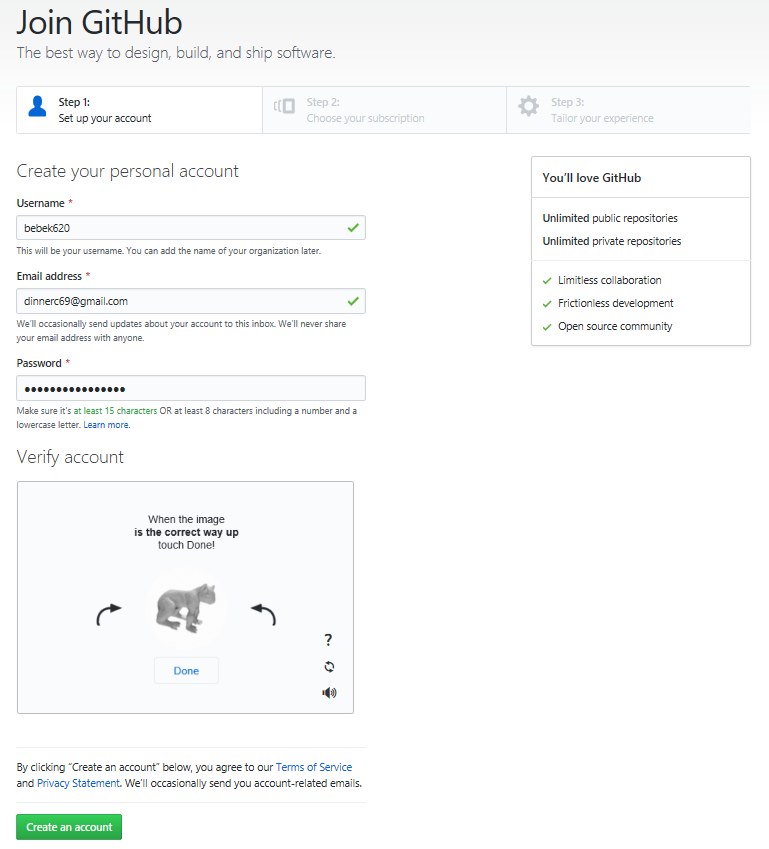 Join GitHub
The best way to design, build, and ship software.
Step 1:
Set up your account
Step 2:
Choose your subscription
Step 3:
Tailor your experience
Create your personal account
Username *
bebek620
This will be your username. You can add the name of your organization later.
Email address *
dinnerc69@gmail.com
We'll occasionally send updates about your account to this inbox. We'll never share
your email address with anyone.
Password *
••••••••••••••••
Make sure it's at least 15 characters OR at least 8 characters including a number and a
lowercase letter. Learn more.
Verify account
When the image
is the correct way up
touch Done!
?
Done
By clicking “Create an account” below, you agree to our Terms of Service
and Privacy Statement. We'll occasionally send you account-related emails.
Create an account
You'll love GitHub
Unlimited public repositories
Unlimited private repositories
Limitless collaboration
Frictionless development
Open source community